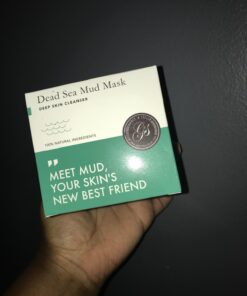 Dead Sea Mud Mask
DEEP SKIN CLEANSER
100% NATURAL INGREDIENTS
"
MEET MUD,
YOUR SKIN'S
NEW BEST FRIEND